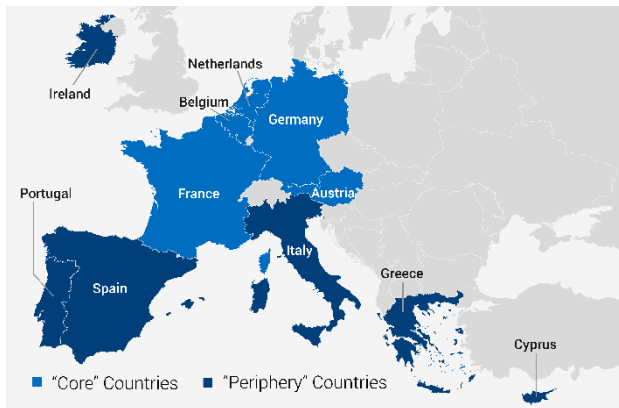 Ireland
Netherlands
Belgium
Germany
Portugal
France
Austria
Italy
Spain
Greece
Cyprus
"Core" Countries
"Periphery" Countries